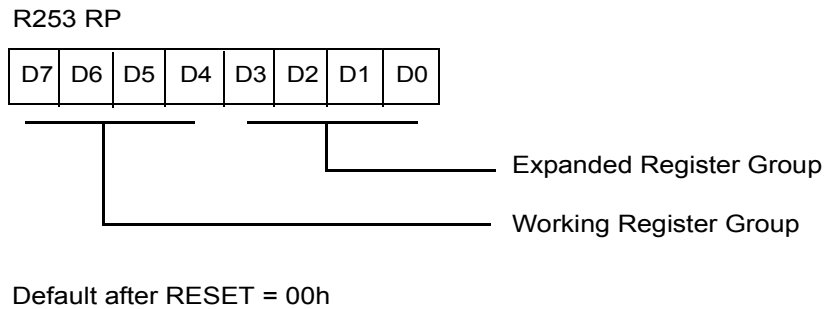 R253 RP
D7 D6 D5 D4 D3 D2 D1 D0
Expanded Register Group
Working Register Group
Default after RESET = 00h